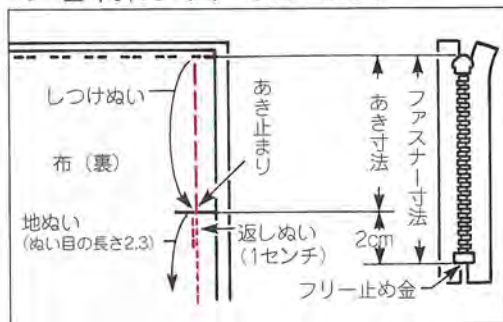 しつけぬい
布（裏）
地ぬい
（ぬい目の長さ2.3）
あき止まり
返しぬい
（1センチ）
あき寸法
2cm
ファスナー寸法
フリー止め金